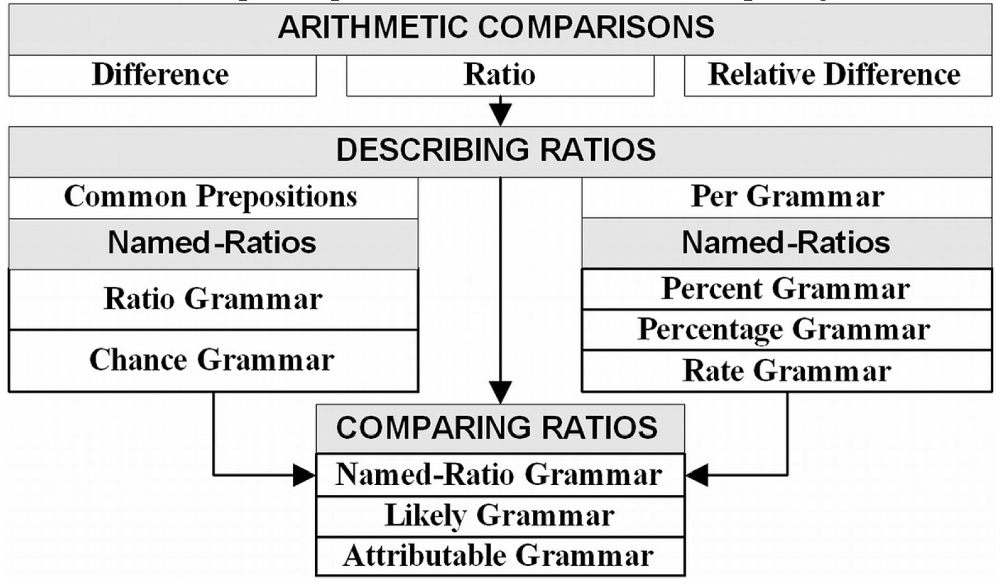 ARITHMETIC COMPARISONS
Difference
Ratio
Relative Difference
DESCRIBING RATIOS
Common Prepositions
Named-Ratios
Ratio Grammar
Chance Grammar
Per Grammar
Named-Ratios
Percent Grammar
Percentage Grammar
Rate Grammar
COMPARING RATIOS
Named-Ratio Grammar
Likely Grammar
Attributable Grammar